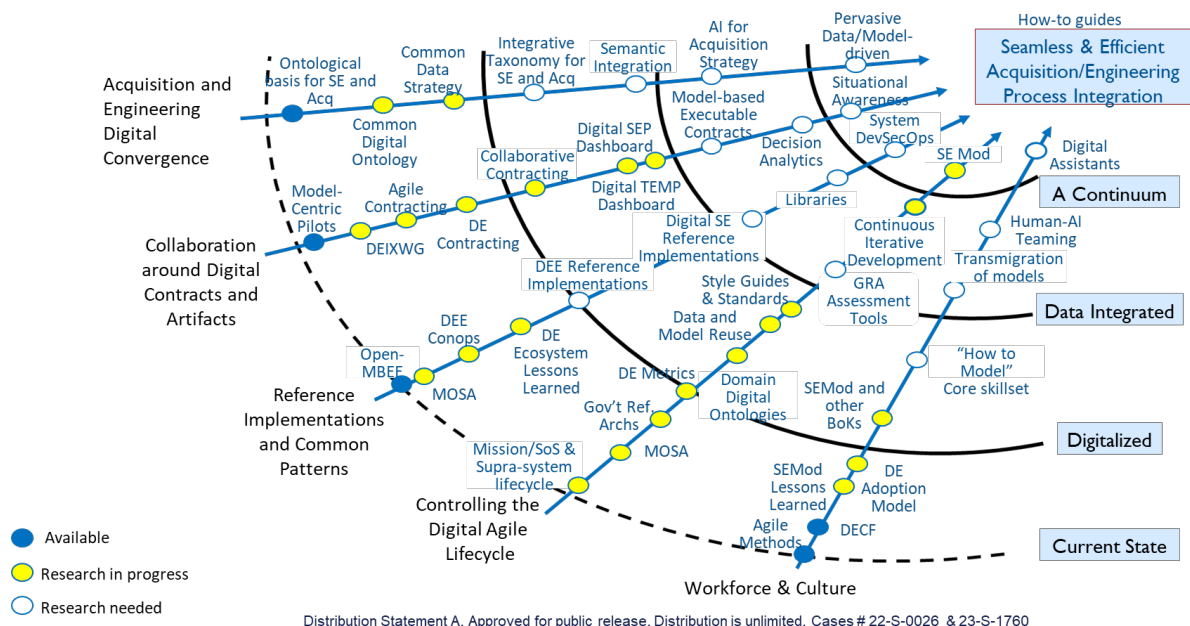 How-to guides
Seamless & Efficient
Acquisition/Engineering
Process Integration
Acquisition and
Engineering
Digital
Convergence
Ontological
basis for SE and
Acq
Common
Digital
Ontology
Common
Data
Strategy
Integrative
Taxonomy for
SE and Acq
Semantic
Integration
AI for
Acquisition
Strategy
Pervasive
Data/Model-
driven
Collaboration
around Digital
Contracts and
Artifacts
Model-
Centric
Pilots
DEIXWG
Agile
Contracting
DE
Contracting
Collaborative
Contracting
Digital SEP
Dashboard
Digital TEMP
Dashboard
Model-based
Executable
Contracts
Decision
Analytics
Situational
Awareness
Reference
Implementations
and Common
Patterns
Open-
MBEE
MOSA
DEE
Conops
DE
Ecosystem
Lessons
Learned
DEE Reference
Implementations
Digital SE
Reference
Implementations
Libraries
System
DevSecOps
Controlling the
Digital Agile
Lifecycle
Mission/SoS &
Supra-system
lifecycle
MOSA
Gov't Ref.
Archs
DE Metrics
Domain
Digital
Ontologies
Data and
Model Reuse
Style Guides
& Standards
GRA
Assessment
Tools
Continuous
Iterative
Development
SE Mod
Workforce & Culture
Agile
Methods
DECF
SEMod
Lessons
Learned
DE
Adoption
Model
SEMod and
other
BoKs
"How to
Model"
Core skillset
Transmigration
of models
Human-AI
Teaming
Digital
Assistants
A Continuum
Data Integrated
Digitalized
Current State
Available
Research in progress
Research needed
Distribution Statement A. Approved for public release. Distribution is unlimited. Cases # 22-S-0026 & 23-S-1760